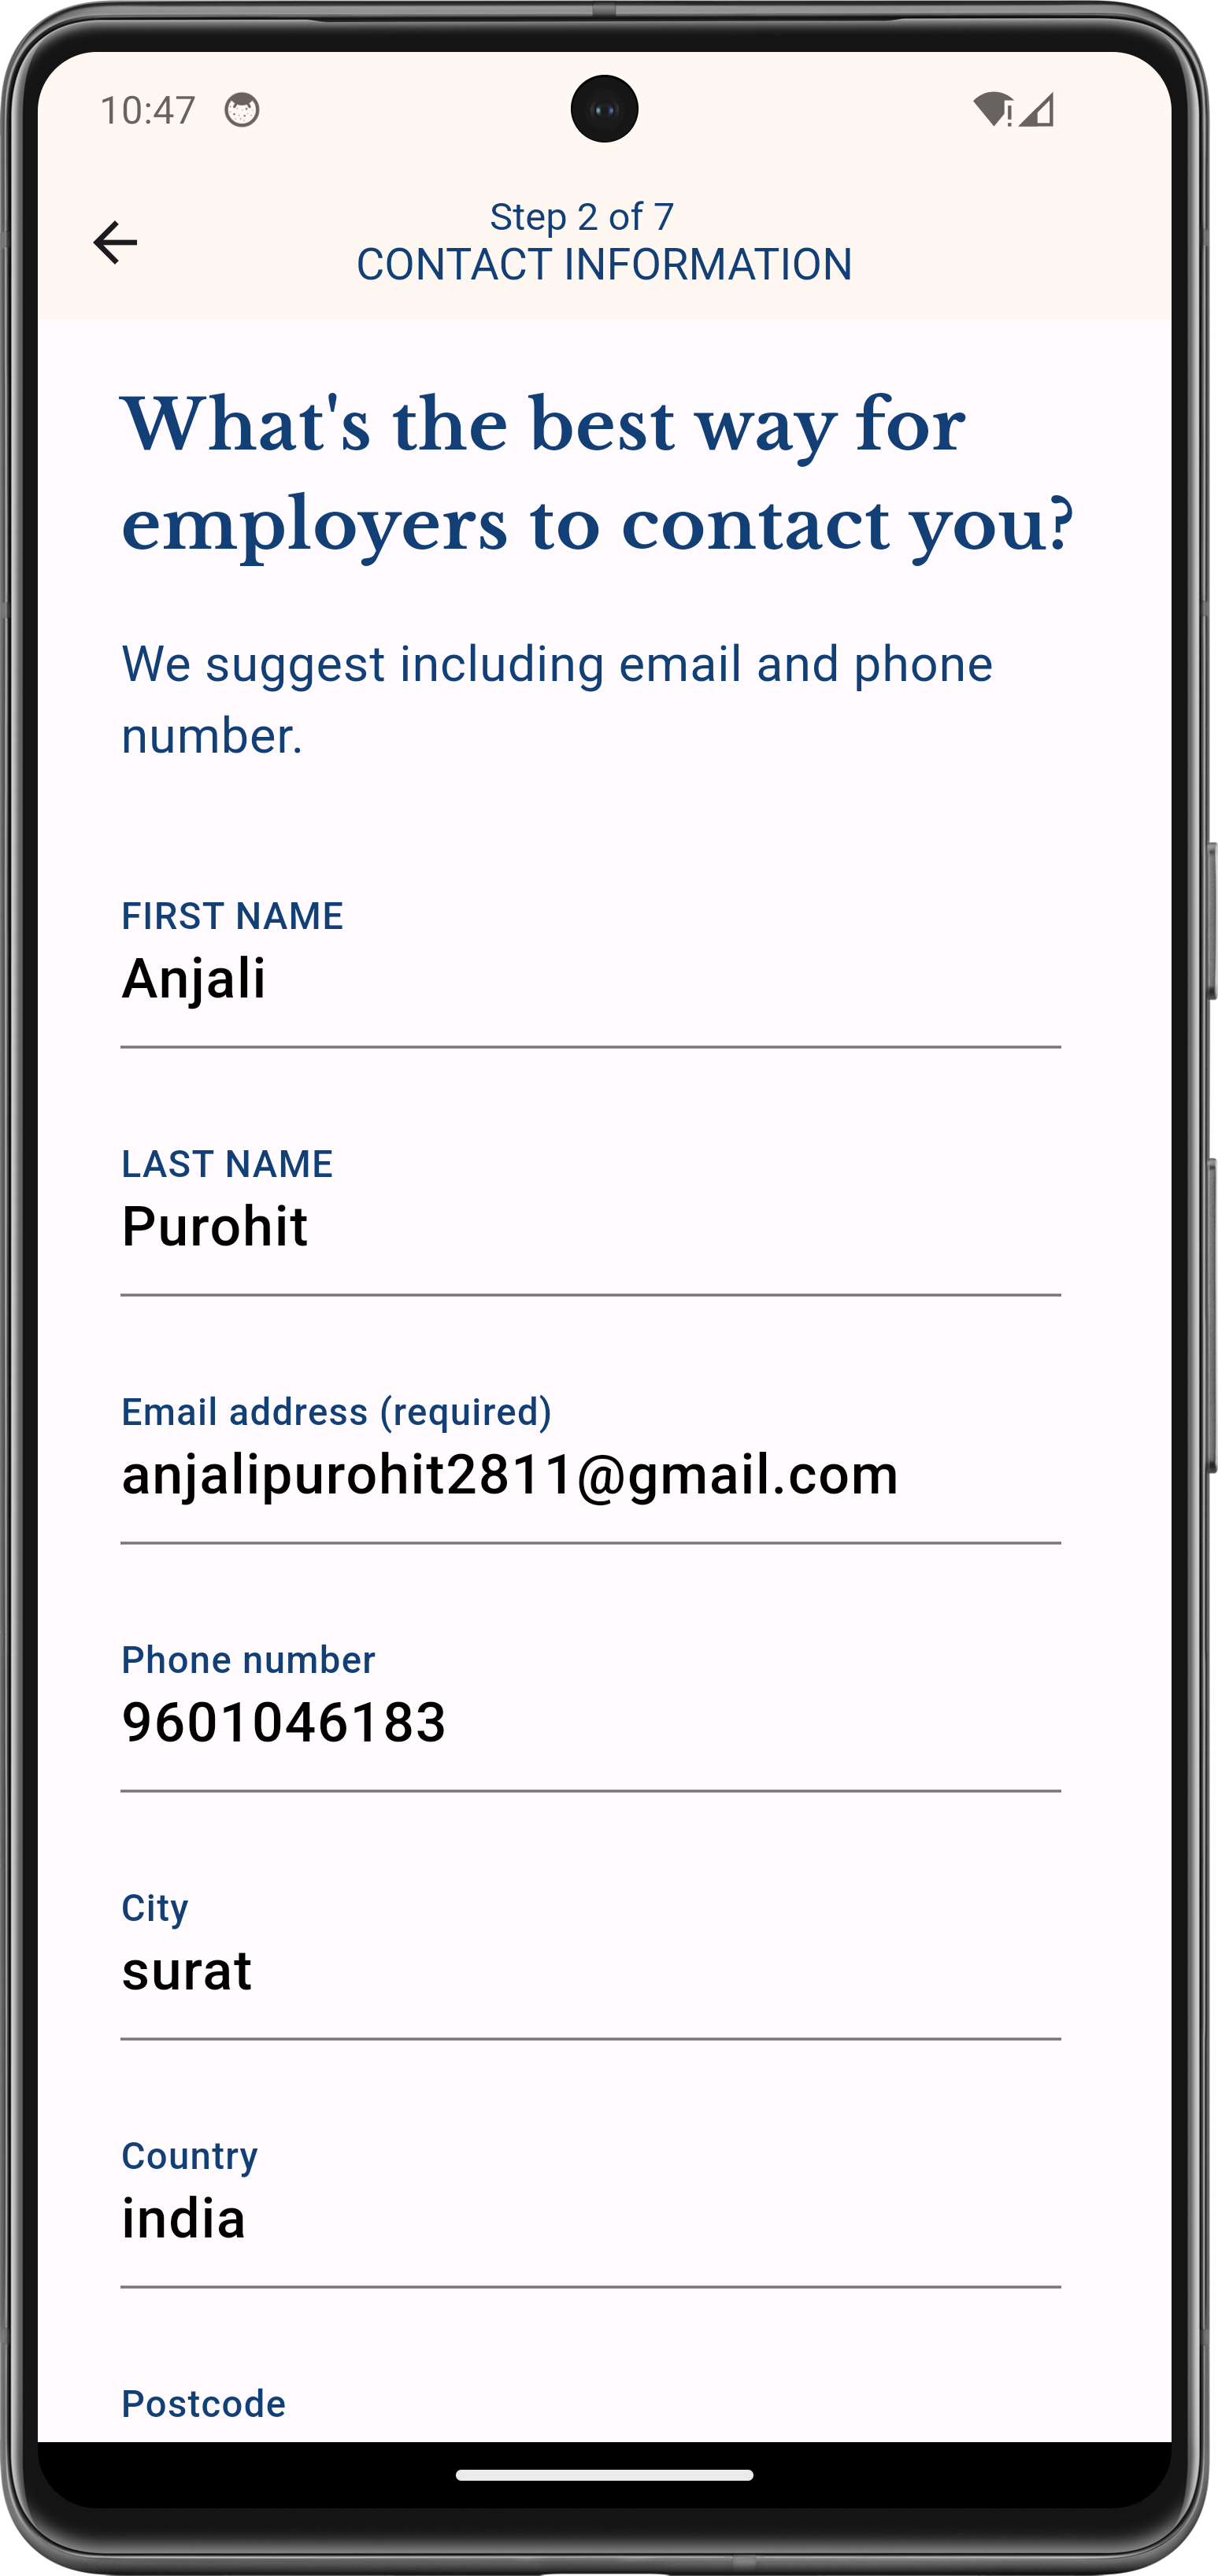 10:47
Step 2 of 7
CONTACT INFORMATION
What's the best way for
employers to contact you?
We suggest including email and phone
number.
FIRST NAME
Anjali
LAST NAME
Purohit
Email address (required)
anjalipurohit2811@gmail.com
Phone number
9601046183
City
surat
Country
india
Postcode